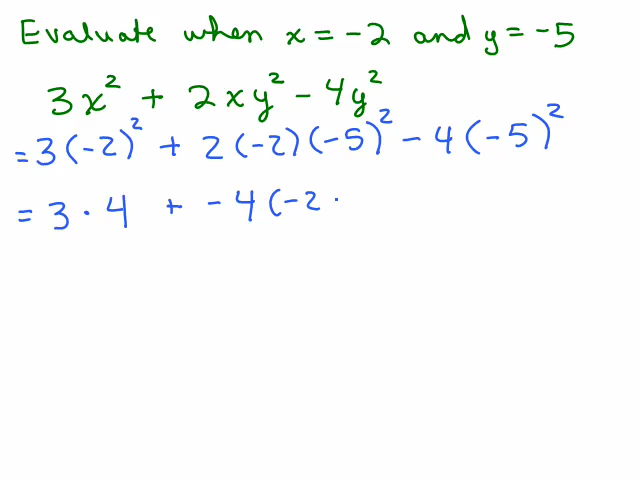 Evaluate when x = -2 and y = -5
3x² + 2xy² - 4y²
= 3(-2)² + 2(-2)(-5)² - 4(-5)²
= 3 · 4 + -4(-2 ·